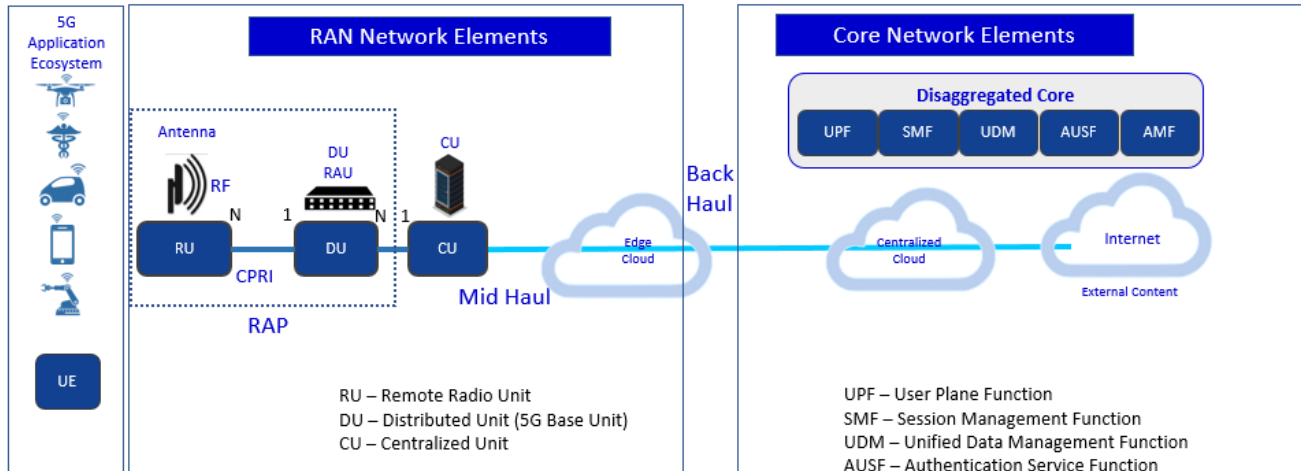 5G
Application
Ecosystem
UE
RAN Network Elements
Antenna
RF
DU
RAU
CU
N
1
N
1
RU
DU
CU
CPRI
RAP
Mid Haul
Edge
Cloud
Back
Haul
RU – Remote Radio Unit
DU – Distributed Unit (5G Base Unit)
CU – Centralized Unit
Core Network Elements
Disaggregated Core
UPF
SMF
UDM
AUSF
AMF
Centralized
Cloud
Internet
External Content
UPF – User Plane Function
SMF – Session Management Function
UDM – Unified Data Management Function
AUSF – Authentication Service Function